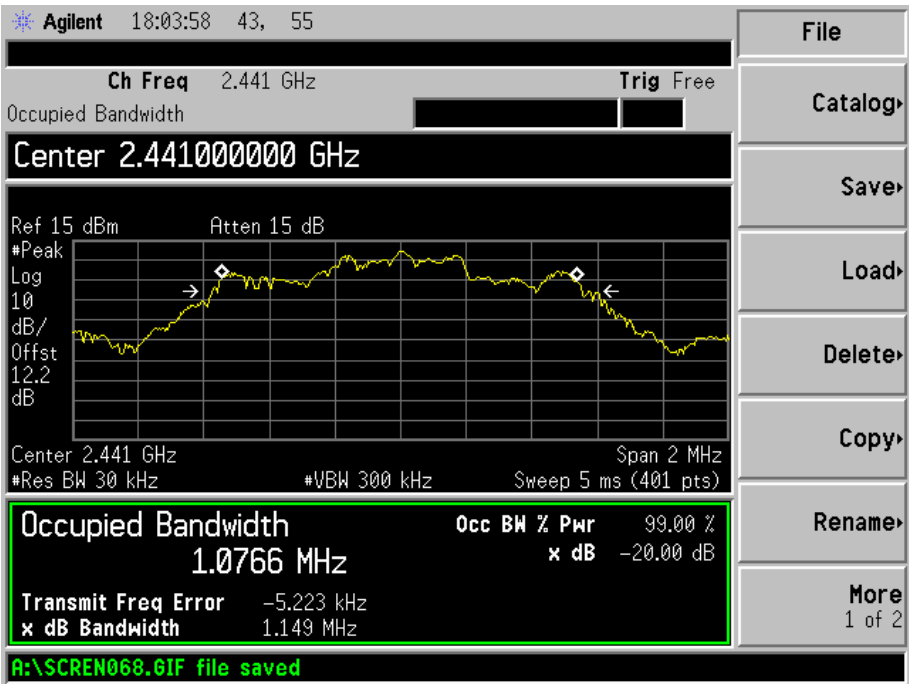 Agilent 18:03:58 43, 55
File
Ch Freq 2.441 GHz Trig Free
Occupied Bandwidth
Catalog
Center 2.441000000 GHz
Save
Ref 15 dBm Atten 15 dB
#Peak
Log
10
dB/
Offst
12.2
dB
Load
Delete
Copy
Center 2.441 GHz Span 2 MHz
#Res BW 30 kHz #VBW 300 kHz Sweep 5 ms (401 pts)
Occupied Bandwidth Occ BW % Pwr 99.00 %
1.0766 MHz x dB -20.00 dB
Rename
Transmit Freq Error -5.223 kHz
x dB Bandwidth 1.149 MHz
More
1 of 2
A:\SCREN068.GIF file saved